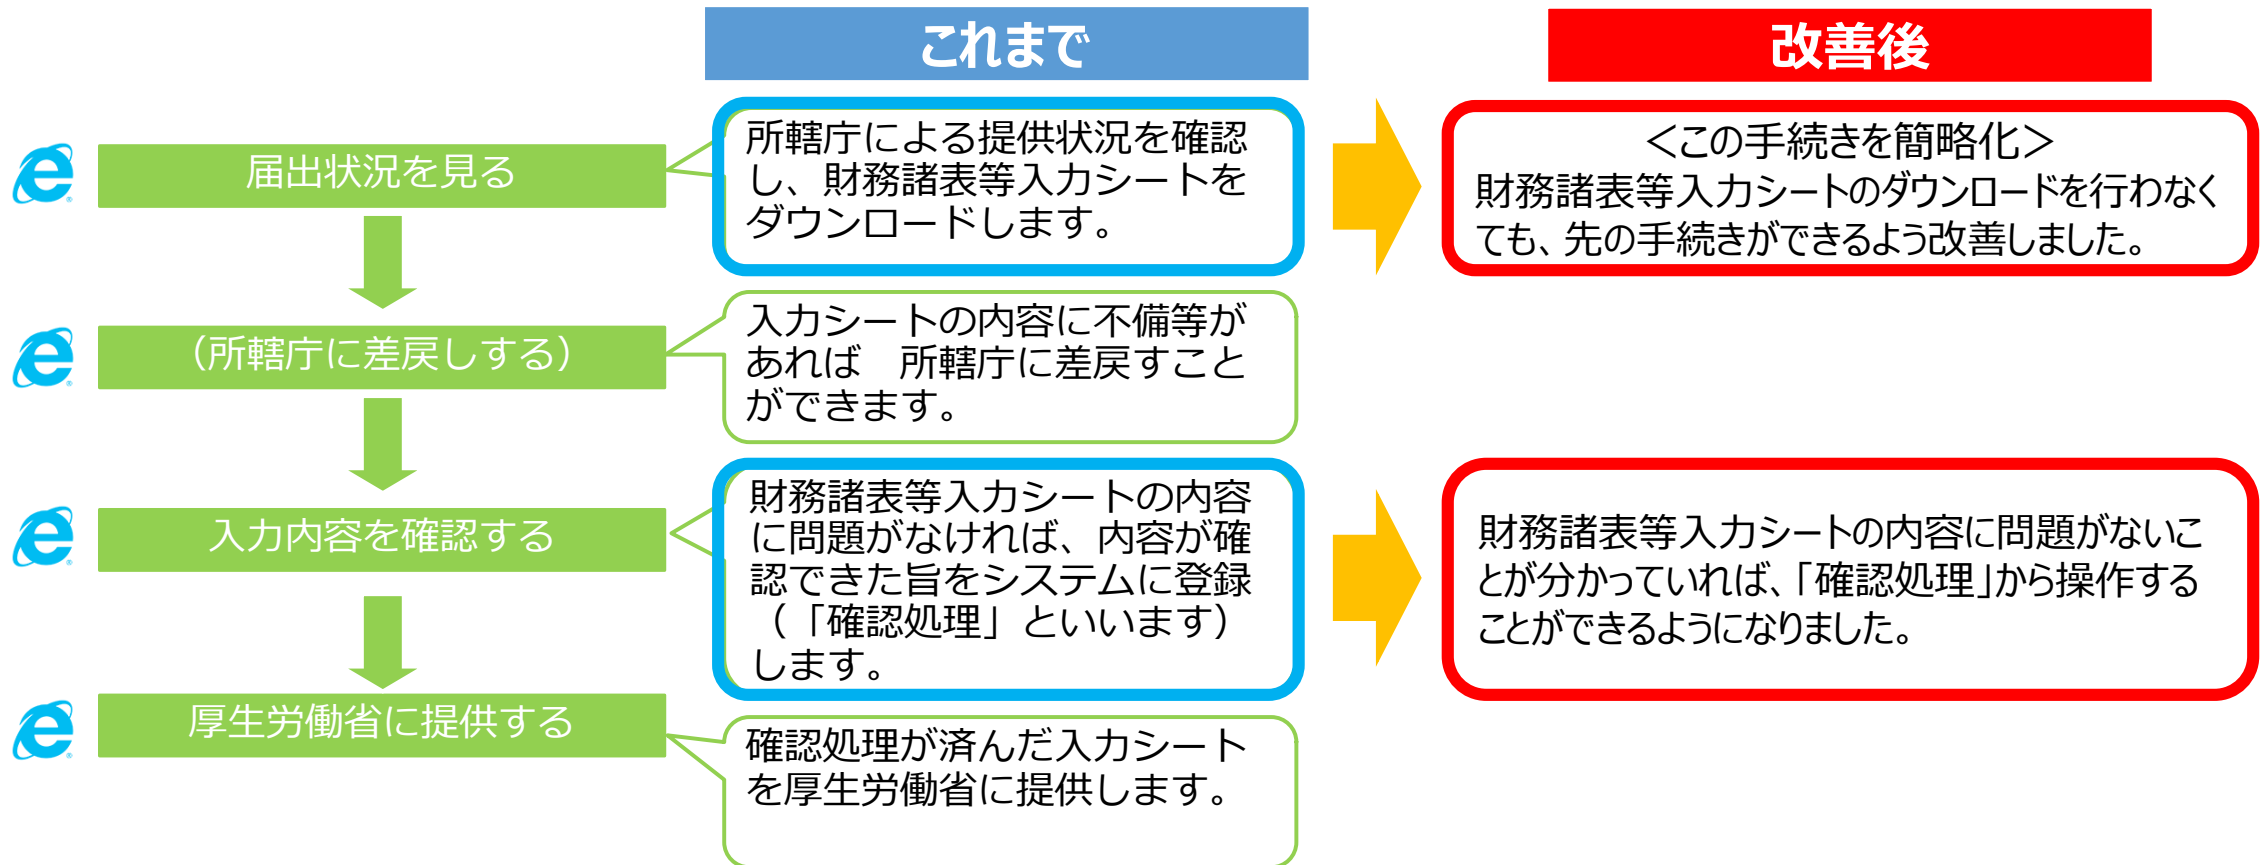 これまで
改善後
届出状況を見る
所轄庁による提供状況を確認
し、財務諸表等入力シートを
ダウンロードします。
＜この手続きを簡略化＞
財務諸表等入力シートのダウンロードを行わなく
ても、先の手続きができるよう改善しました。
（所轄庁に差戻しする）
入力シートの内容に不備等が
あれば　所轄庁に差戻すこと
ができます。
入力内容を確認する
財務諸表等入力シートの内容
に問題がなければ、内容が確
認できた旨をシステムに登録
（「確認処理」といいます）
します。
財務諸表等入力シートの内容に問題がないこ
とが分かっていれば、「確認処理」から操作する
ことができるようになりました。
厚生労働省に提供する
確認処理が済んだ入力シート
を厚生労働省に提供します。